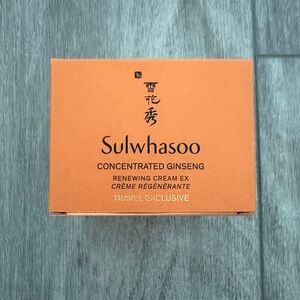 雪花秀
Sulwhasoo
CONCENTRATED GINSENG
RENEWING CREAM EX
CRÈME RÉGÉNÉRANTE
TRAVEL EXCLUSIVE